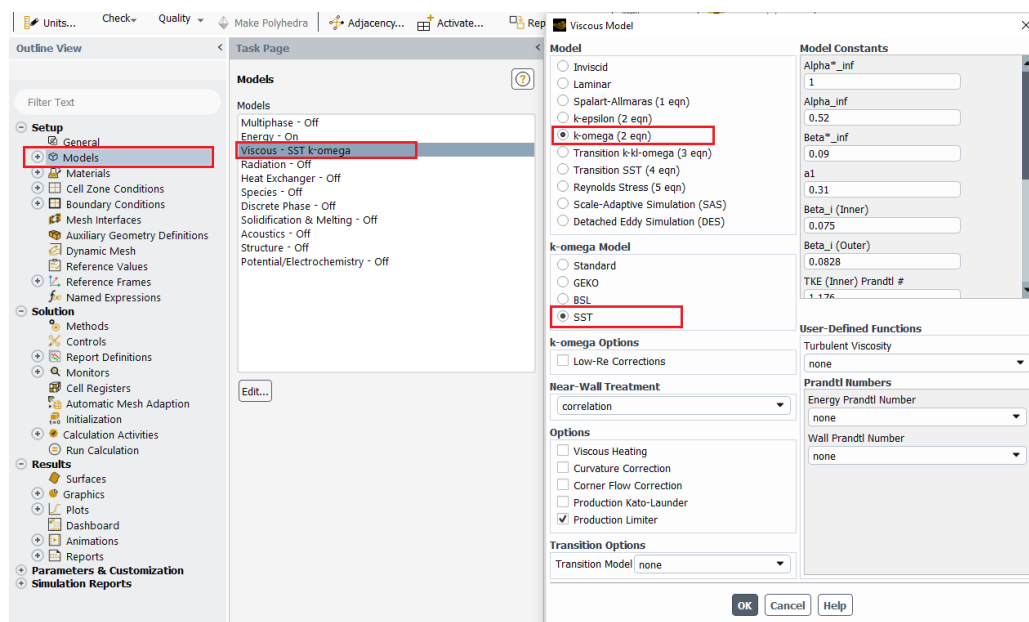 Units...
Check
Quality
Make Polyhedra
Adjacency...
Activate...
Rep
Outline View
<
Filter Text
Setup
General
Models
Materials
Cell Zone Conditions
Boundary Conditions
Mesh Interfaces
Auxiliary Geometry Definitions
Dynamic Mesh
Reference Values
Reference Frames
Named Expressions
Solution
Methods
Controls
Report Definitions
Monitors
Cell Registers
Automatic Mesh Adaption
Initialization
Calculation Activities
Run Calculation
Results
Surfaces
Graphics
Plots
Dashboard
Animations
Reports
Parameters & Customization
Simulation Reports
Task Page
<
Models
?
Models
Multiphase - Off
Energy - On
Viscous - SST k-omega
Radiation - Off
Heat Exchanger - Off
Species - Off
Discrete Phase - Off
Solidification & Melting - Off
Acoustics - Off
Structure - Off
Potential/Electrochemistry - Off
Edit...
Viscous Model
Model
Inviscid
Laminar
Spalart-Allmaras (1 eqn)
k-epsilon (2 eqn)
k-omega (2 eqn)
Transition k-kl-omega (3 eqn)
Transition SST (4 eqn)
Reynolds Stress (5 eqn)
Scale-Adaptive Simulation (SAS)
Detached Eddy Simulation (DES)
k-omega Model
Standard
GEKO
BSL
SST
k-omega Options
Low-Re Corrections
Near-Wall Treatment
correlation
Options
Viscous Heating
Curvature Correction
Corner Flow Correction
Production Kato-Launder
Production Limiter
Transition Options
Transition Model none
Model Constants
Alpha*_inf
1
Alpha_inf
0.52
Beta*_inf
0.09
a1
0.31
Beta_i (Inner)
0.075
Beta_i (Outer)
0.0828
TKE (Inner) Prandtl #
1.176
User-Defined Functions
Turbulent Viscosity
none
Prandtl Numbers
Energy Prandtl Number
none
Wall Prandtl Number
none
OK
Cancel
Help